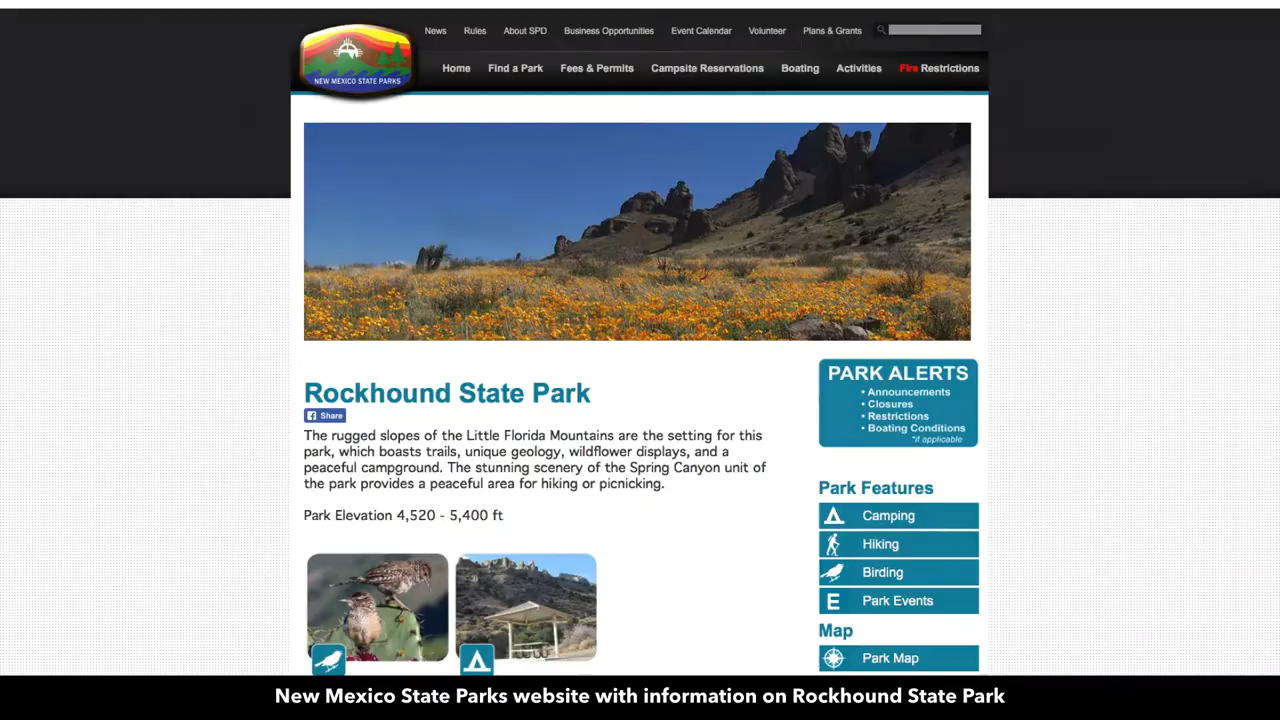 News Rules About SPD Business Opportunities Event Calendar Volunteer Plans & Grants
NEW MEXICO STATE PARKS
Home Find a Park Fees & Permits Campsite Reservations Boating Activities Fire Restrictions
Rockhound State Park
Share
The rugged slopes of the Little Florida Mountains are the setting for this
park, which boasts trails, unique geology, wildflower displays, and a
peaceful campground. The stunning scenery of the Spring Canyon unit of
the park provides a peaceful area for hiking or picnicking.
Park Elevation 4,520 - 5,400 ft
PARK ALERTS
• Announcements
• Closures
• Restrictions
• Boating Conditions
*if applicable
Park Features
Camping
Hiking
Birding
E Park Events
Map
Park Map
New Mexico State Parks website with information on Rockhound State Park